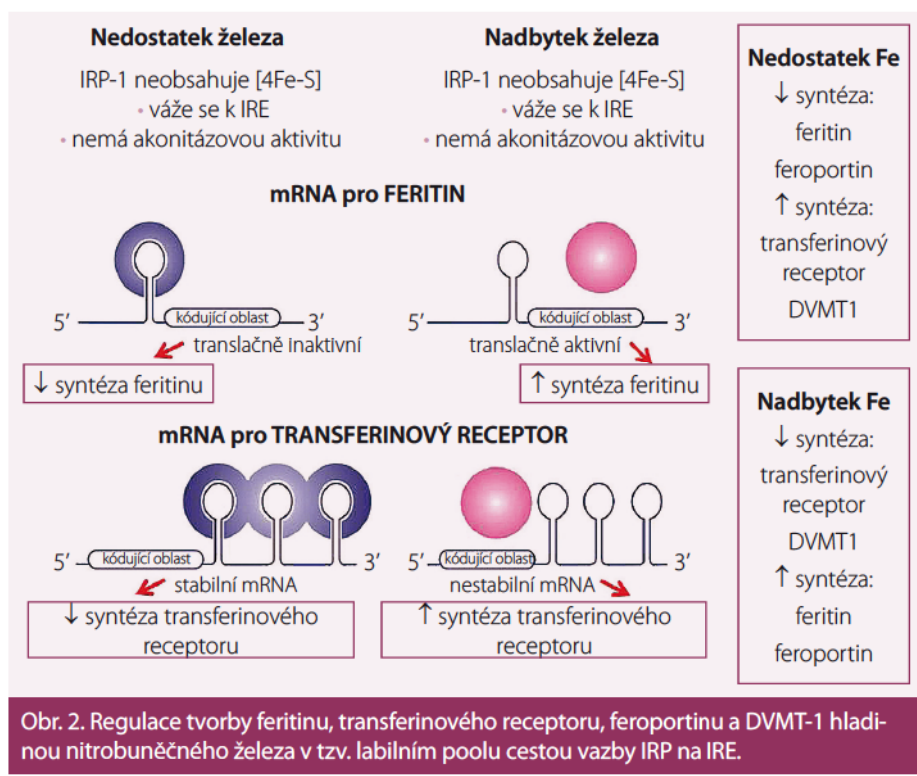 Nedostatek železa
IRP-1 neobsahuje [4Fe-S]
• váže se k IRE
• nemá akonitázovou aktivitu
Nadbytek železa
IRP-1 neobsahuje [4Fe-S]
• váže se k IRE
• nemá akonitázovou aktivitu
mRNA pro FERITIN
5’ kódující oblast 3’
translačně inaktivní
↓ syntéza feritinu
5’ kódující oblast 3’
translačně aktivní
↑ syntéza feritinu
mRNA pro TRANSFERINOVÝ RECEPTOR
5’ kódující oblast 3’
stabilní mRNA
↓ syntéza transferinového
receptoru
5’ kódující oblast 3’
nestabilní mRNA
↑ syntéza transferinového
receptoru
Nedostatek Fe
↓ syntéza:
feritin
feroportin
↑ syntéza:
transferinový
receptor
DVMT1
Nadbytek Fe
↓ syntéza:
transferinový
receptor
DVMT1
↑ syntéza:
feritin
feroportin
Obr. 2. Regulace tvorby feritinu, transferinového receptoru, feroportinu a DVMT-1 hladi-
nou nitrobuněčného železa v tzv. labilním poolu cestou vazby IRP na IRE.